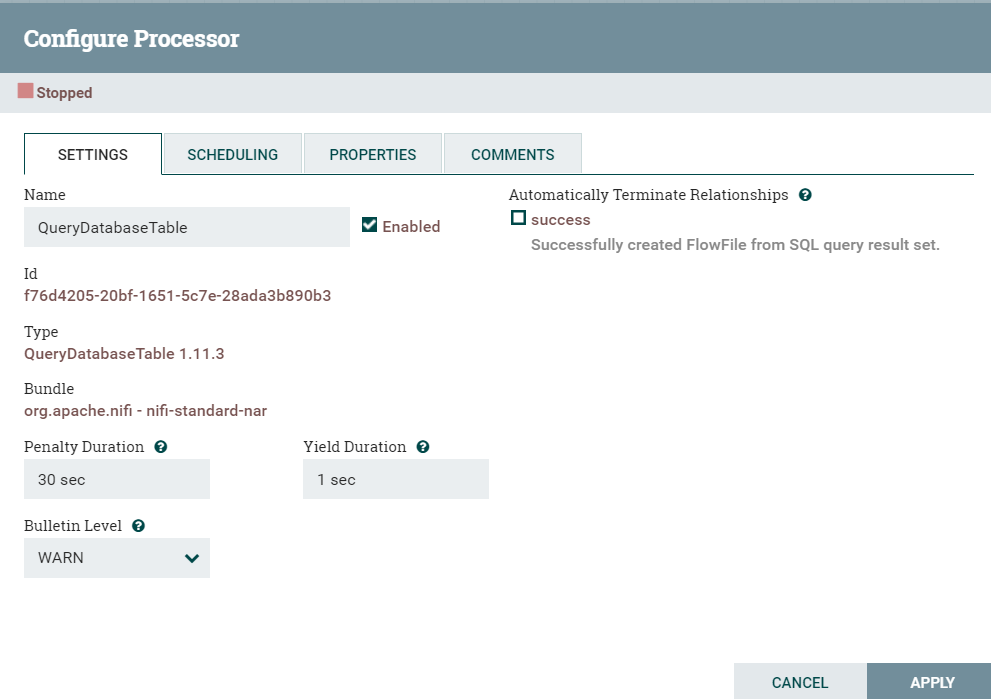 Configure Processor
Stopped
SETTINGS
SCHEDULING
PROPERTIES
COMMENTS
Name
QueryDatabaseTable
Enabled
Id
f76d4205-20bf-1651-5c7e-28ada3b890b3
Type
QueryDatabaseTable 1.11.3
Bundle
org.apache.nifi - nifi-standard-nar
Penalty Duration ?
Yield Duration ?
30 sec
1 sec
Bulletin Level ?
WARN
Automatically Terminate Relationships ?
success
Successfully created FlowFile from SQL query result set.
CANCEL
APPLY